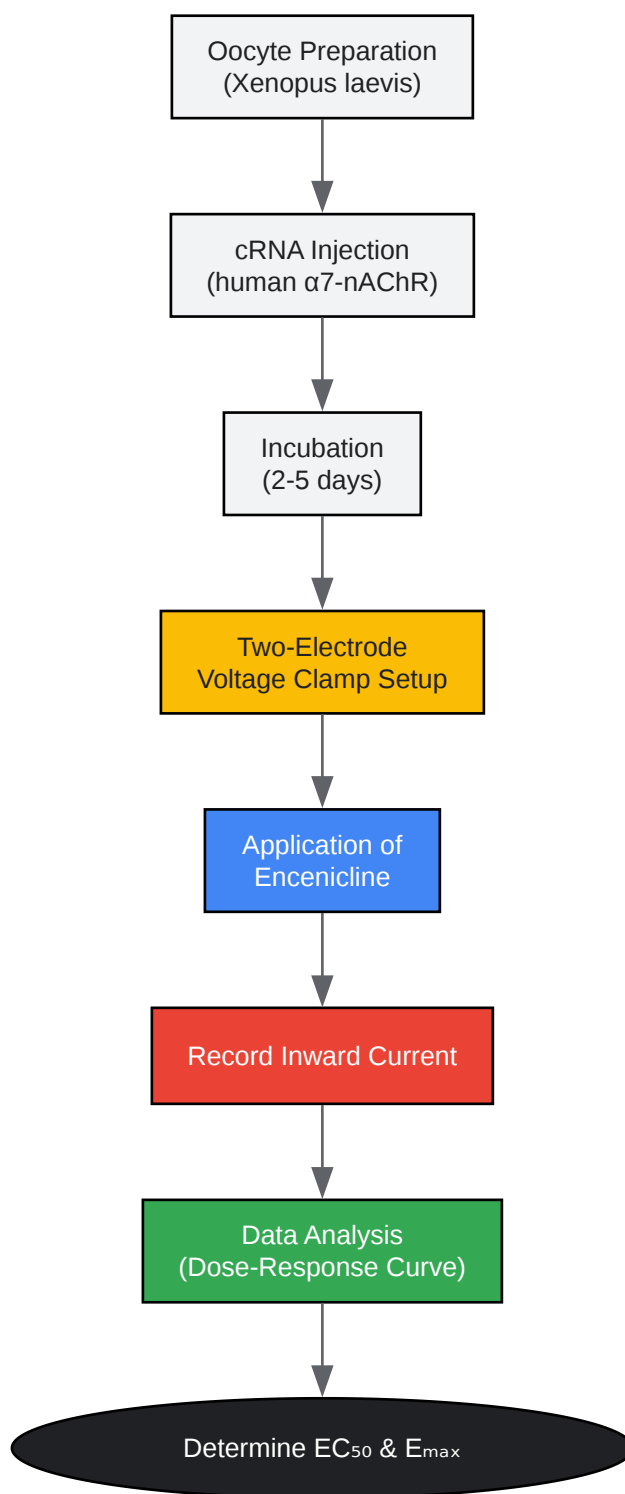 Oocyte Preparation
(Xenopus laevis)
cRNA Injection
(human α7-nAChR)
Incubation
(2-5 days)
Two-Electrode
Voltage Clamp Setup
Application of
Encenicline
Record Inward Current
Data Analysis
(Dose-Response Curve)
Determine EC₅₀ & Eₘₐₓ